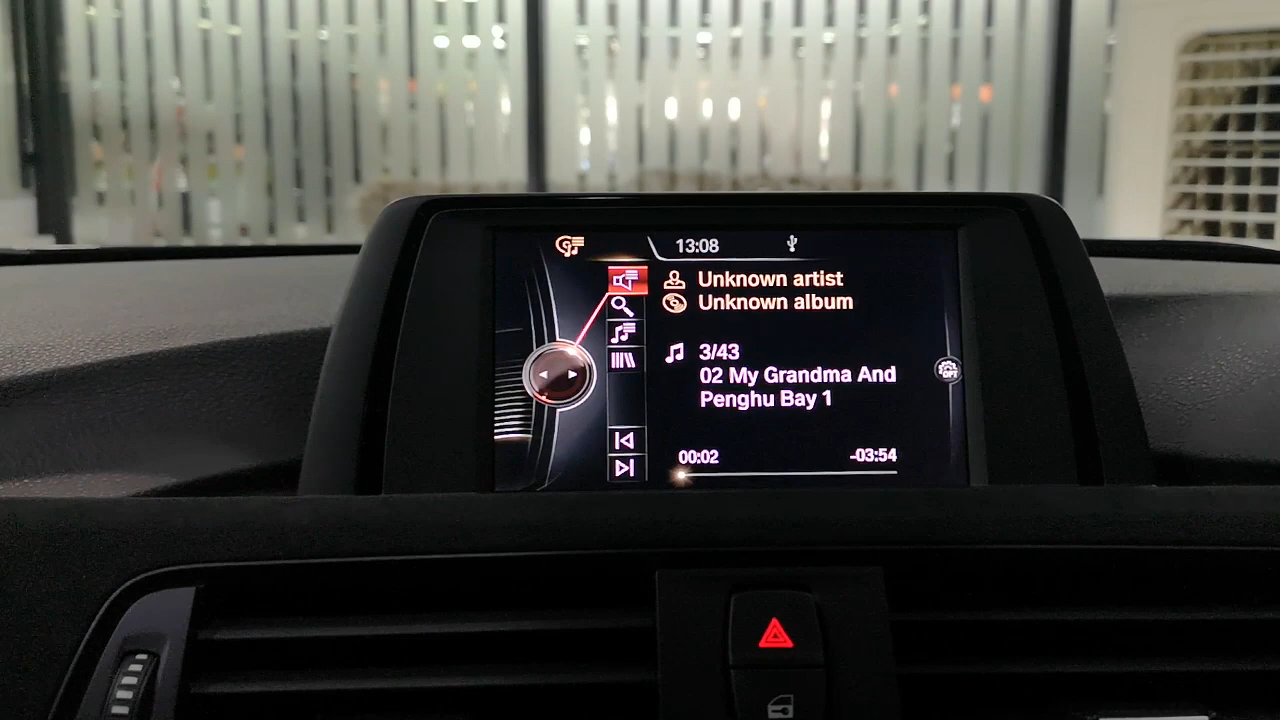 13:08
Unknown artist
Unknown album
3/43
02 My Grandma And
Penghu Bay 1
00:02
-03:54
OPT